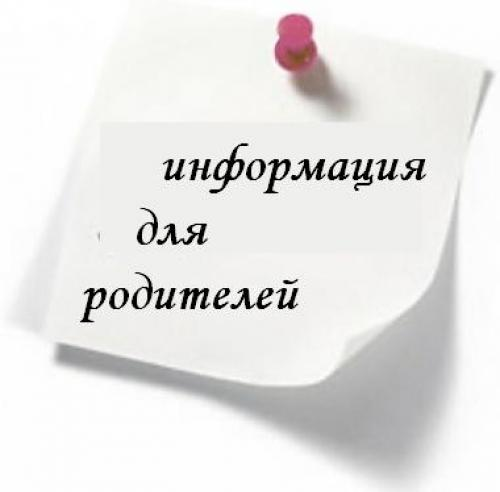 информация
для
родителей